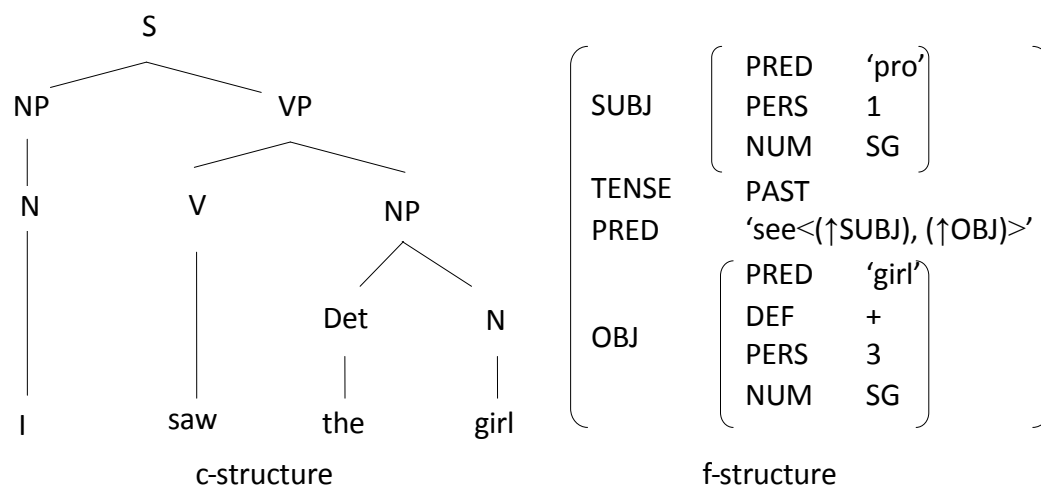 S
NP VP
N V NP
Det N
I saw the girl
c-structure
PRED ‘pro’
SUBJ PERS 1
NUM SG
TENSE PAST
PRED ‘see<(↑SUBJ), (↑OBJ)>’
PRED ‘girl’
DEF +
OBJ PERS 3
NUM SG
f-structure